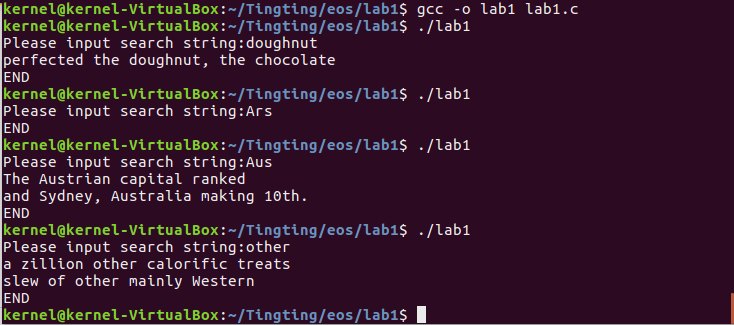 kernel@kernel-VirtualBox:~/Tingting/eos/lab1$ gcc -o lab1 lab1.c
kernel@kernel-VirtualBox:~/Tingting/eos/lab1$ ./lab1
Please input search string:doughnut
perfected the doughnut, the chocolate
END
kernel@kernel-VirtualBox:~/Tingting/eos/lab1$ ./lab1
Please input search string:Ars
END
kernel@kernel-VirtualBox:~/Tingting/eos/lab1$ ./lab1
Please input search string:Aus
The Austrian capital ranked
and Sydney, Australia making 10th.
END
kernel@kernel-VirtualBox:~/Tingting/eos/lab1$ ./lab1
Please input search string:other
a zillion other calorific treats
slew of other mainly Western
END
kernel@kernel-VirtualBox:~/Tingting/eos/lab1$